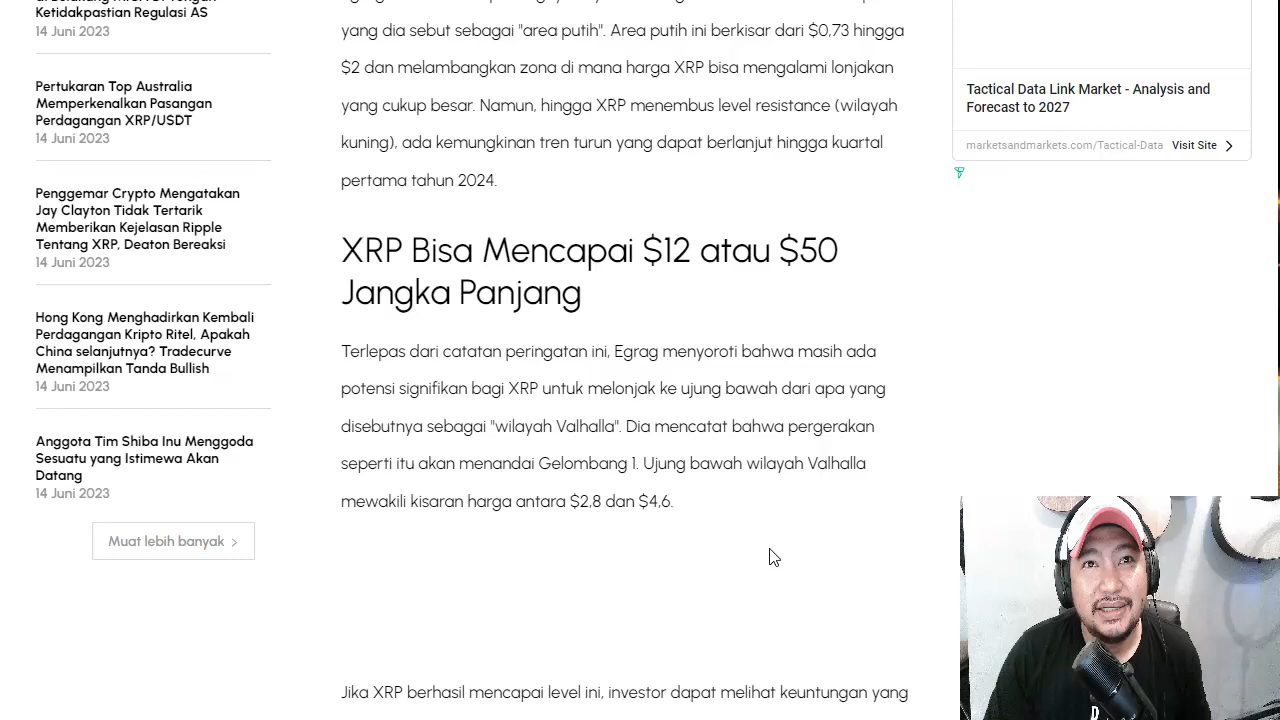 Ketidakpastian Regulasi AS
14 Juni 2023
Pertukaran Top Australia
Memperkenalkan Pasangan
Perdagangan XRP/USDT
14 Juni 2023
Penggemar Crypto Mengatakan
Jay Clayton Tidak Tertarik
Memberikan Kejelasan Ripple
Tentang XRP, Deaton Bereaksi
14 Juni 2023
Hong Kong Menghadirkan Kembali
Perdagangan Kripto Ritel, Apakah
China selanjutnya? Tradecurve
Menampilkan Tanda Bullish
14 Juni 2023
Anggota Tim Shiba Inu Menggoda
Sesuatu yang Istimewa Akan
Datang
14 Juni 2023
Muat lebih banyak
yang dia sebut sebagai "area putih". Area putih ini berkisar dari $0,73 hingga
$2 dan melambangkan zona di mana harga XRP bisa mengalami lonjakan
yang cukup besar. Namun, hingga XRP menembus level resistance (wilayah
kuning), ada kemungkinan tren turun yang dapat berlanjut hingga kuartal
pertama tahun 2024.
XRP Bisa Mencapai $12 atau $50
Jangka Panjang
Terlepas dari catatan peringatan ini, Egrag menyoroti bahwa masih ada
potensi signifikan bagi XRP untuk melonjak ke ujung bawah dari apa yang
disebutnya sebagai "wilayah Valhalla". Dia mencatat bahwa pergerakan
seperti itu akan menandai Gelombang 1. Ujung bawah wilayah Valhalla
mewakili kisaran harga antara $2,8 dan $4,6.
Jika XRP berhasil mencapai level ini, investor dapat melihat keuntungan yang
Tactical Data Link Market - Analysis and
Forecast to 2027
marketsandmarkets.com/Tactical-Data
Visit Site